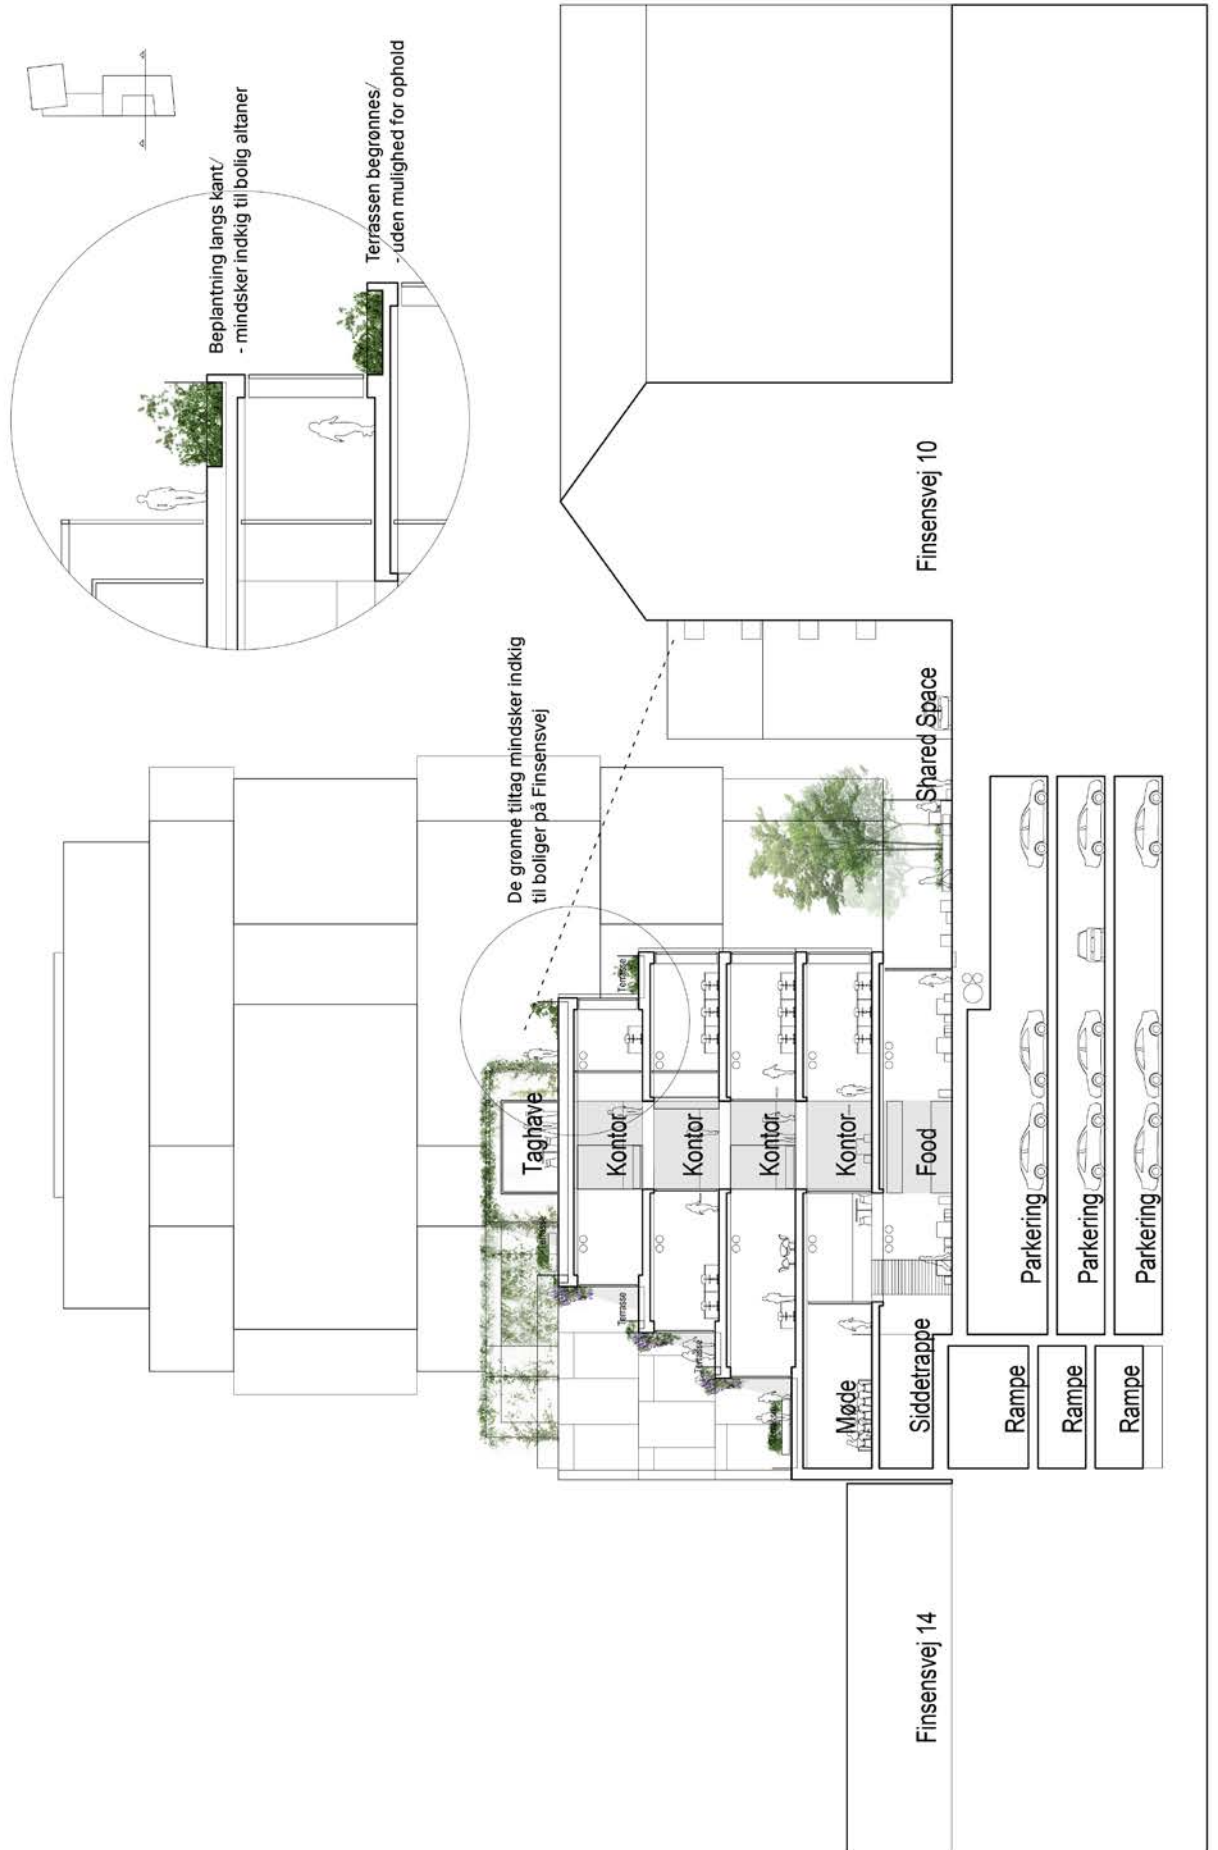 Beplantning langs kant/
- mindsker indkig til bolig altaner
Terrassen begrønnes/
- uden mulighed for ophold
De grønne tiltag mindsker indkig
til boliger på Finsensvej
Taghave
Terrasse
Terrasse
Kontor
Terrasse
Kontor
Terrasse
Kontor
Møde
Kontor
Finsensvej 14
Siddetrappe
Food
Shared Space
Finsensvej 10
Rampe
Parkering
Rampe
Parkering
Rampe
Parkering